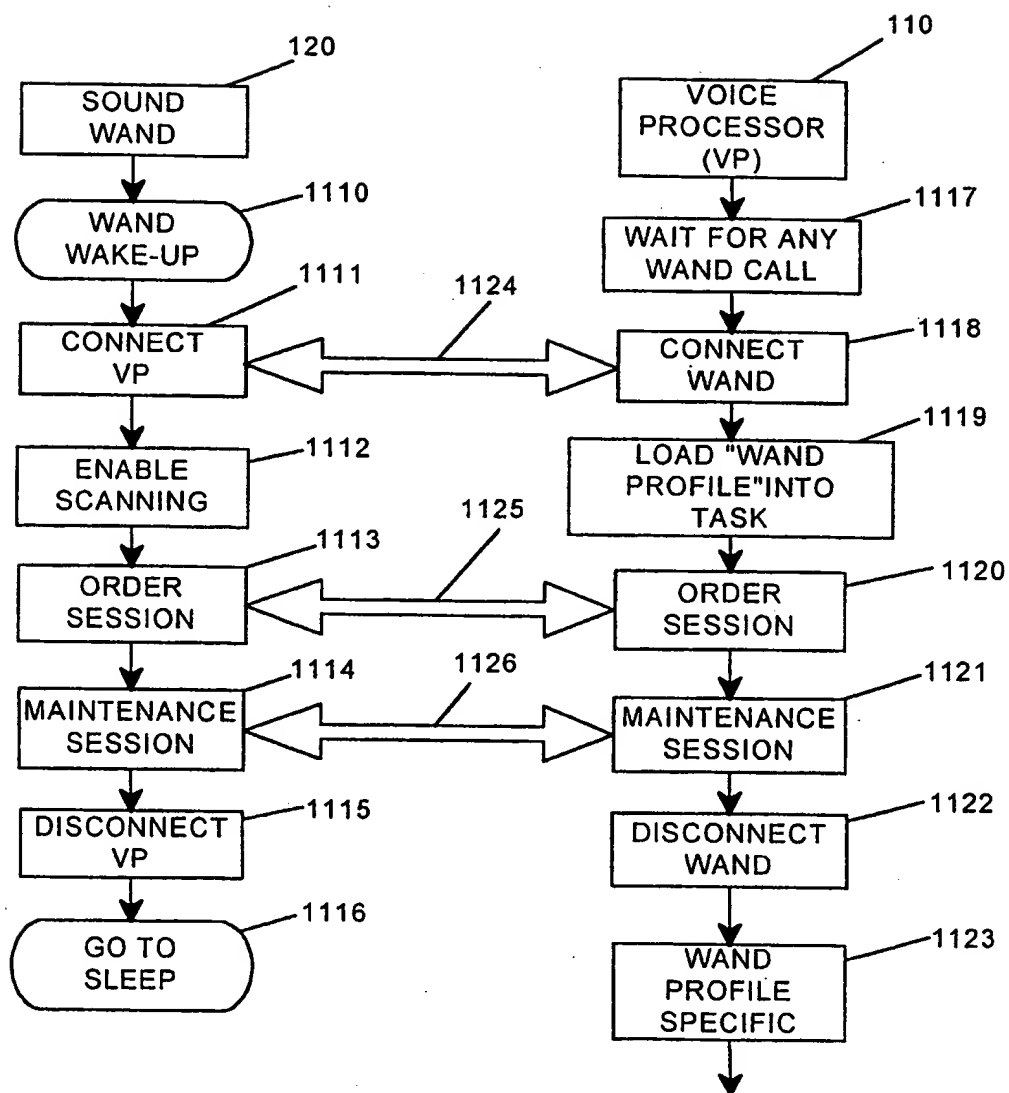 120
SOUND
WAND
1110
WAND
WAKE-UP
1111
CONNECT
VP
1112
ENABLE
SCANNING
1113
ORDER
SESSION
1114
MAINTENANCE
SESSION
1115
DISCONNECT
VP
1116
GO TO
SLEEP
1124
1125
1126
110
VOICE
PROCESSOR
(VP)
1117
WAIT FOR ANY
WAND CALL
1118
CONNECT
WAND
1119
LOAD "WAND
PROFILE"INTO
TASK
1120
ORDER
SESSION
1121
MAINTENANCE
SESSION
1122
DISCONNECT
WAND
1123
WAND
PROFILE
SPECIFIC